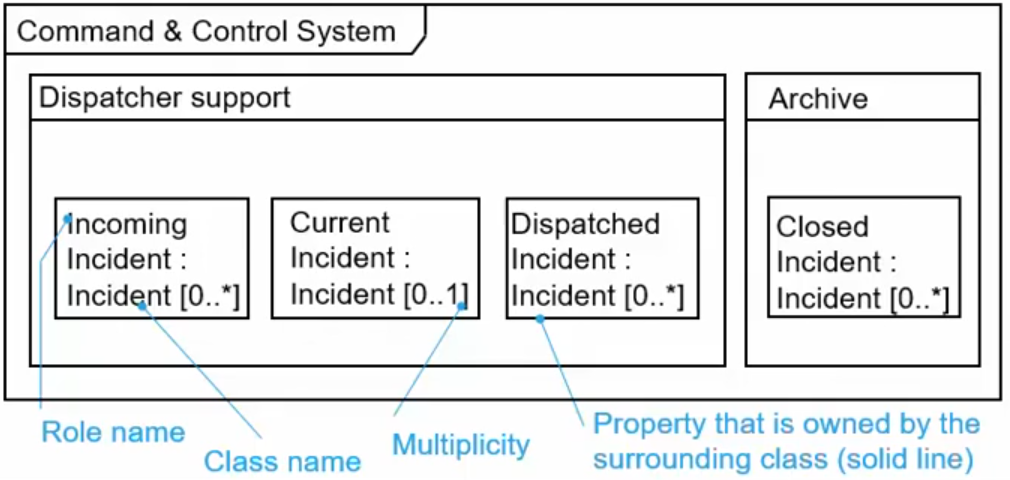 Command & Control System
Dispatcher support
Archive
Incoming
Incident :
Incident [0..*]
Current
Incident :
Incident [0..1]
Dispatched
Incident :
Incident [0..*]
Closed
Incident :
Incident [0..*]
Role name
Class name
Multiplicity
Property that is owned by the
surrounding class (solid line)